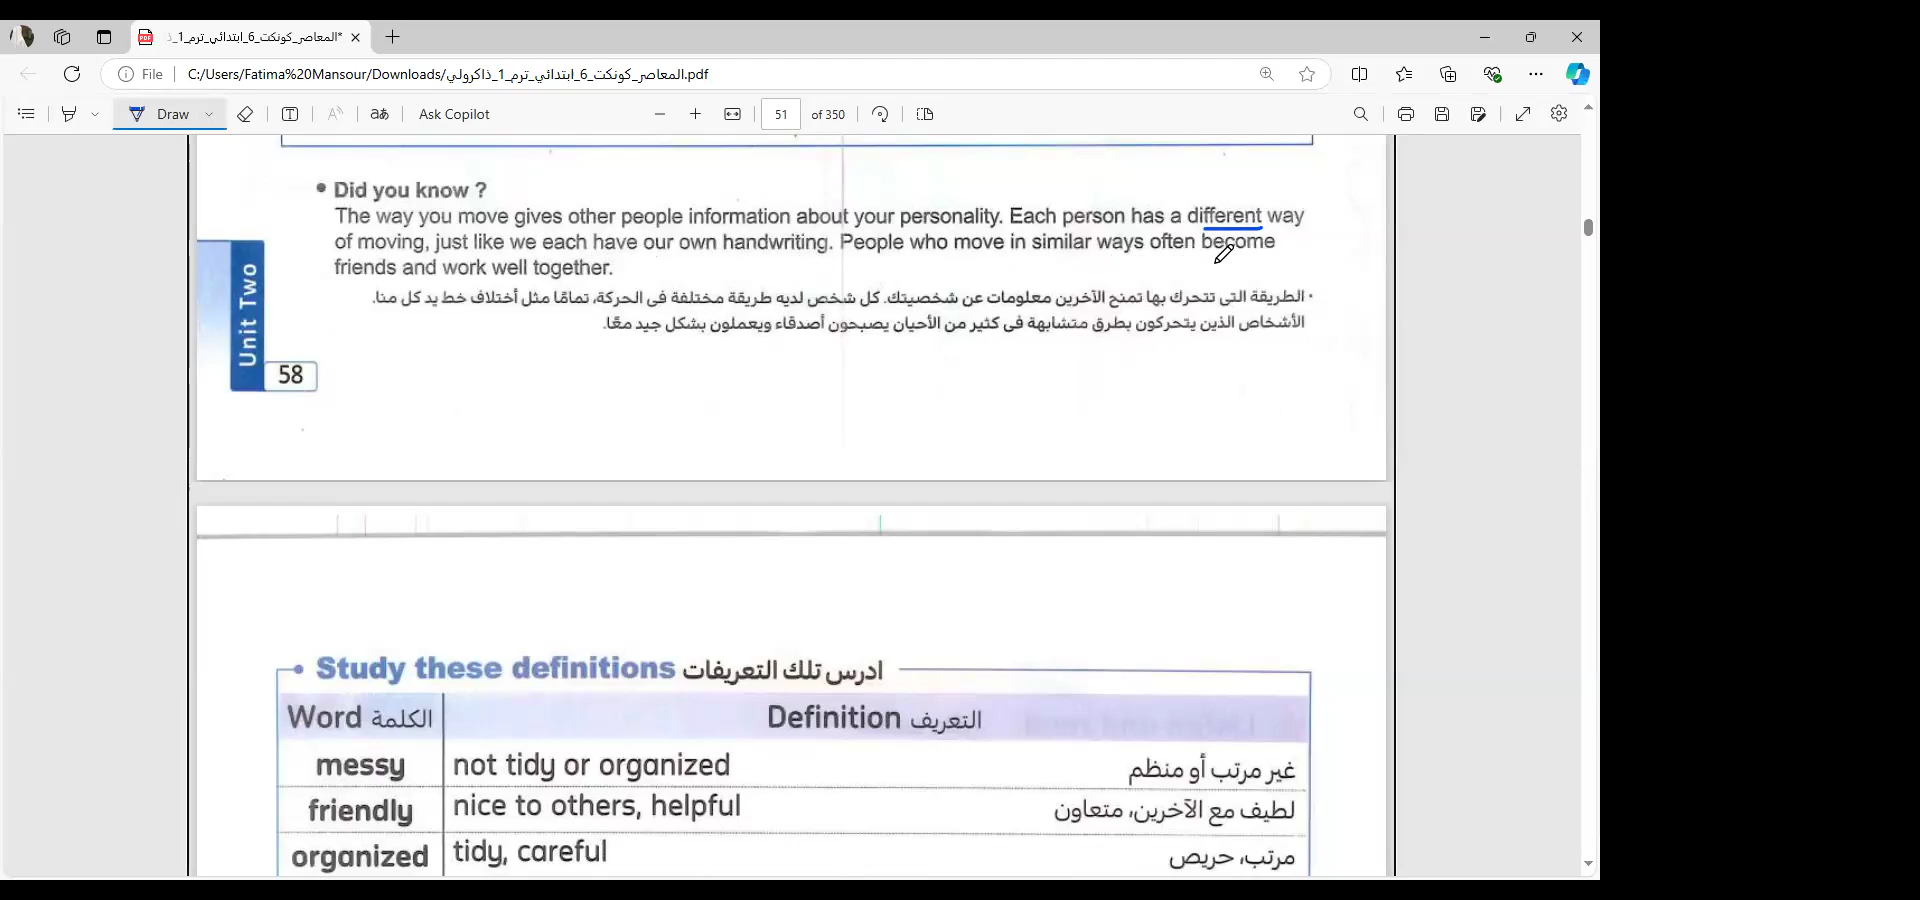 *المعاصر_كونكت_6_ابتدائي_ترم_1_ذ
File
C:/Users/Fatima%20Mansour/Downloads/المعاصر_كونكت_6_ابتدائي_ترم_1_ذاكرولي.pdf
Draw
Ask Copilot
51 of 350
• Did you know ?
The way you move gives other people information about your personality. Each person has a different way
of moving, just like we each have our own handwriting. People who move in similar ways often become
friends and work well together.
• الطريقة التى تتحرك بها تمنح الآخرين معلومات عن شخصيتك. كل شخص لديه طريقة مختلفة فى الحركة، تمامًا مثل أختلاف خط يد كل منا.
الأشخاص الذين يتحركون بطرق متشابهة فى كثير من الأحيان يصبحون أصدقاء ويعملون بشكل جيد معًا.
Unit Two
58
• Study these definitions ادرس تلك التعريفات
Word الكلمة Definition التعريف
messy not tidy or organized غير مرتب أو منظم
friendly nice to others, helpful لطيف مع الآخرين، متعاون
organized tidy, careful مرتب، حريص